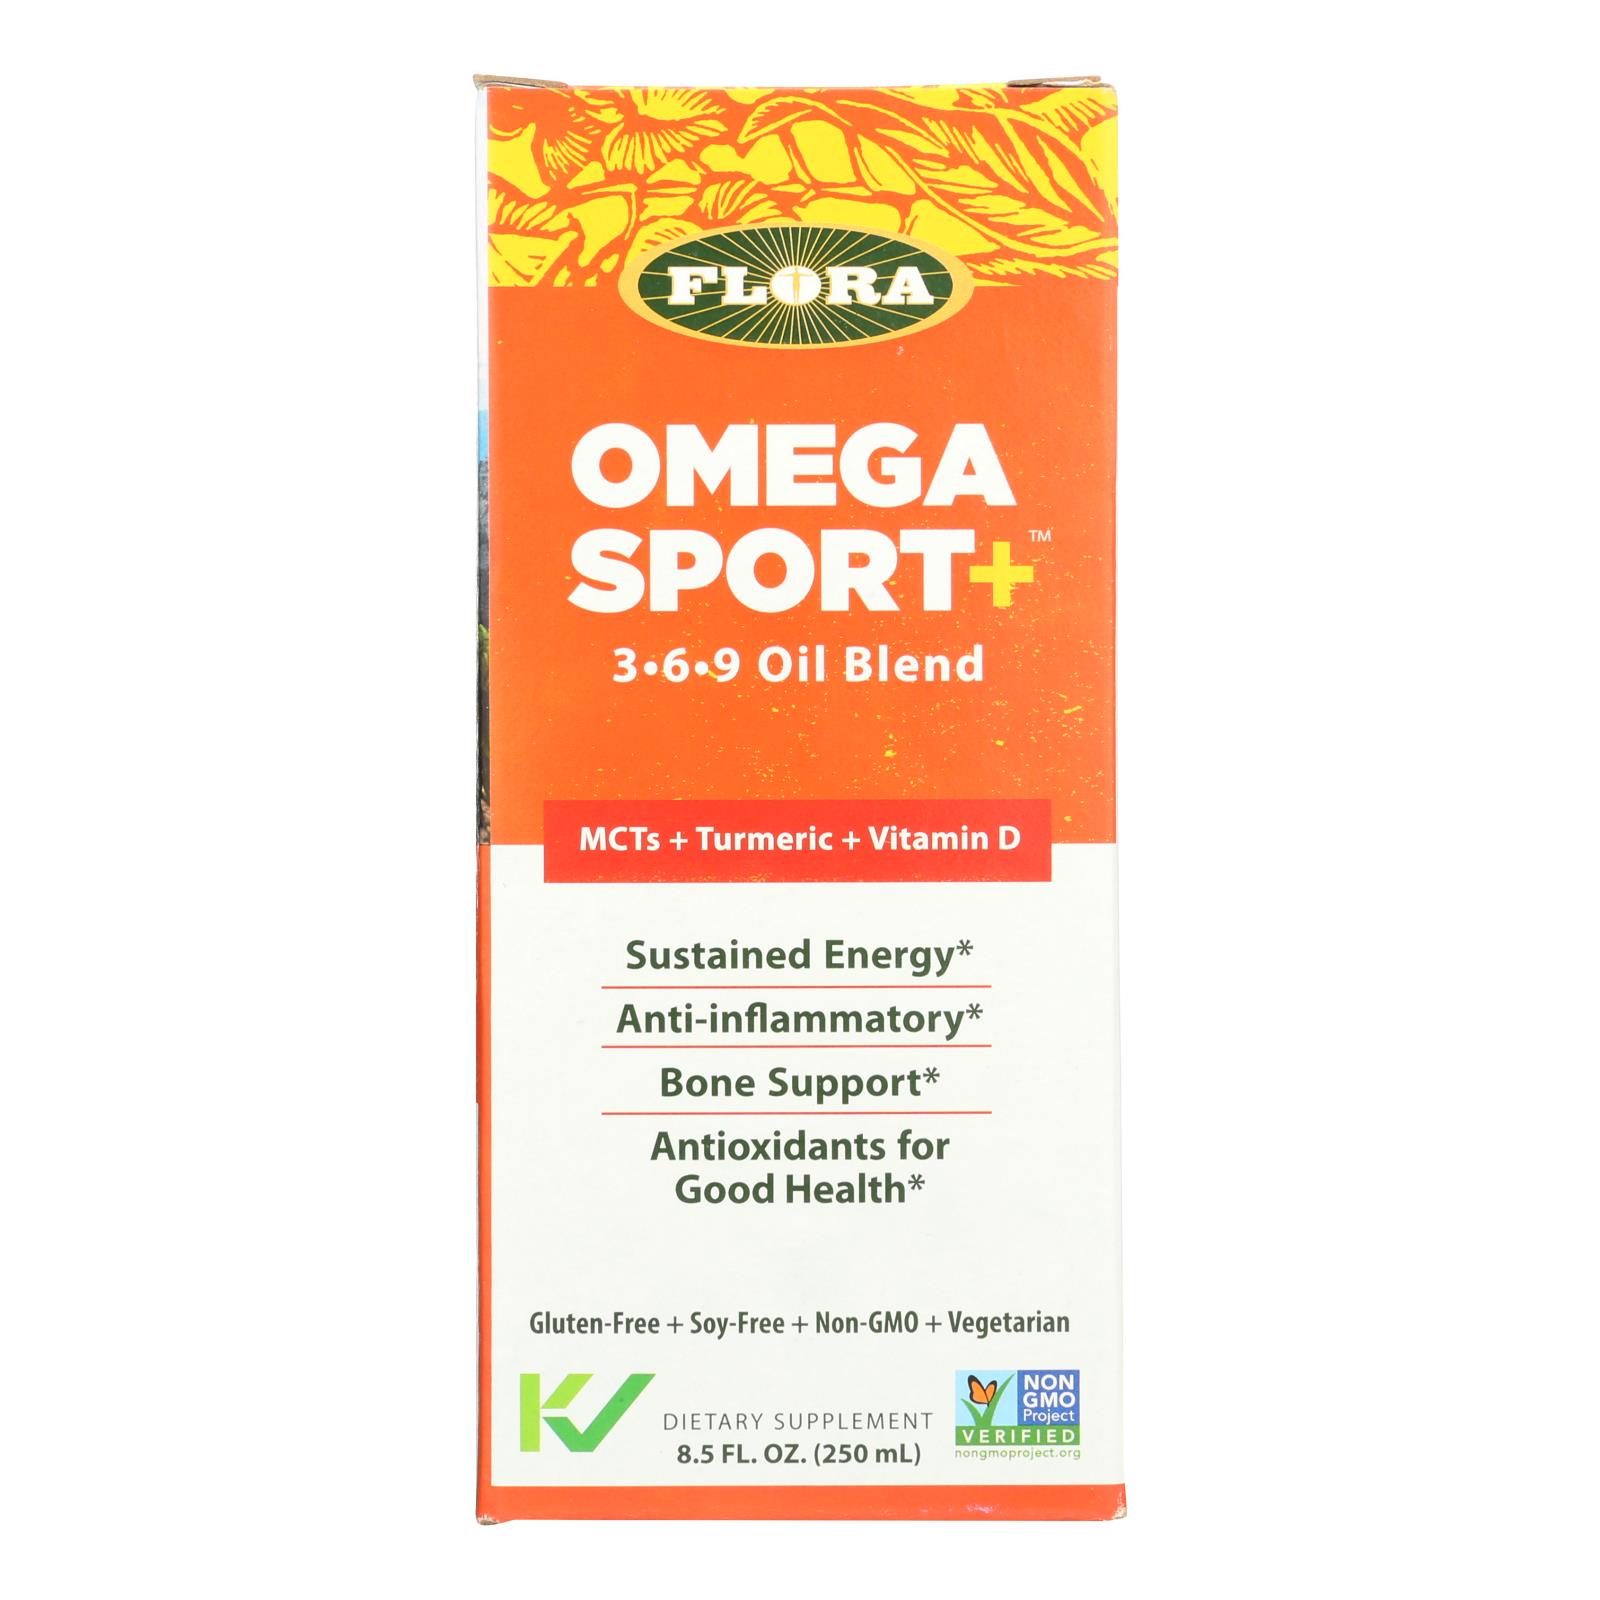 FLORA
OMEGA
SPORT+™
3•6•9 Oil Blend
MCTs + Turmeric + Vitamin D
Sustained Energy*
Anti-inflammatory*
Bone Support*
Antioxidants for
Good Health*
Gluten-Free + Soy-Free + Non-GMO + Vegetarian
KV
DIETARY SUPPLEMENT
8.5 FL. OZ. (250 mL)
NON
GMO
Project
VERIFIED
nongmoproject.org